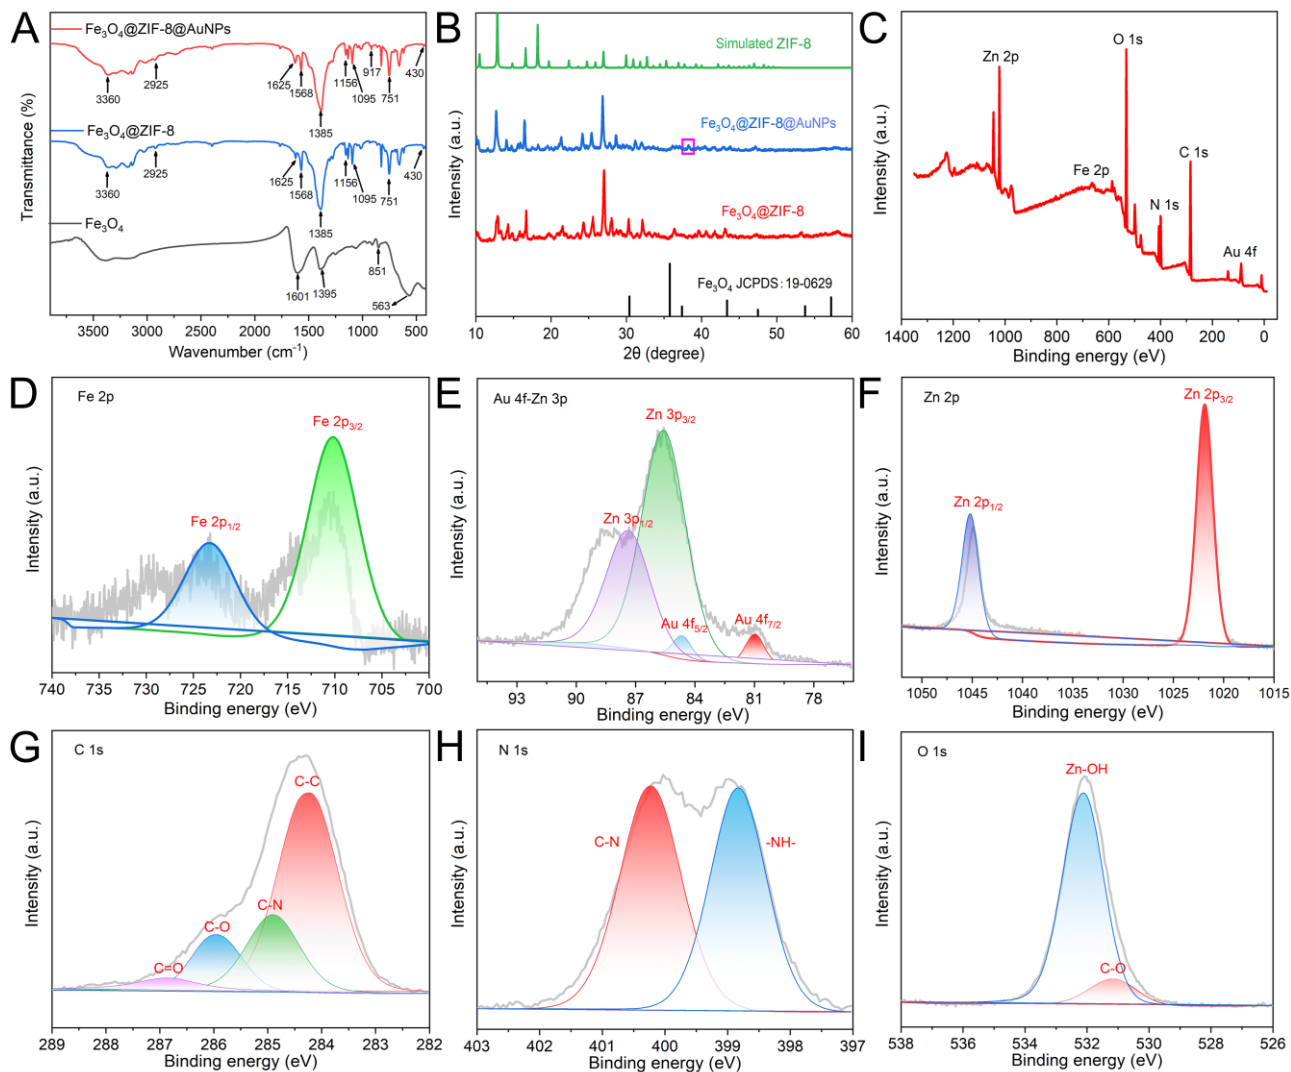 A
Fe₃O₄@ZIF-8@AuNPs
3360
2925
1625
1568
1385
1156
1095
917
751
430
Fe₃O₄@ZIF-8
3360
2925
1625
1568
1385
1156
1095
751
430
Fe₃O₄
1601
1395
851
563
Transmittance (%)
3500 3000 2500 2000 1500 1000 500
Wavenumber (cm⁻¹)
B
Simulated ZIF-8
Fe₃O₄@ZIF-8@AuNPs
Fe₃O₄@ZIF-8
Fe₃O₄ JCPDS: 19-0629
Intensity (a.u.)
10 20 30 40 50 60
2θ (degree)
C
O 1s
Zn 2p
C 1s
Fe 2p
N 1s
Au 4f
Intensity (a.u.)
1400 1200 1000 800 600 400 200 0
Binding energy (eV)
D
Fe 2p
Fe 2p₃/₂
Fe 2p₁/₂
Intensity (a.u.)
740 735 730 725 720 715 710 705 700
Binding energy (eV)
E
Au 4f-Zn 3p
Zn 3p₃/₂
Zn 3p₁/₂
Au 4f₅/₂
Au 4f₇/₂
Intensity (a.u.)
93 90 87 84 81 78
Binding energy (eV)
F
Zn 2p
Zn 2p₃/₂
Zn 2p₁/₂
Intensity (a.u.)
1050 1045 1040 1035 1030 1025 1020 1015
Binding energy (eV)
G
C 1s
C-C
C-N
C-O
C=O
Intensity (a.u.)
289 288 287 286 285 284 283 282
Binding energy (eV)
H
N 1s
C-N
-NH-
Intensity (a.u.)
403 402 401 400 399 398 397
Binding energy (eV)
I
O 1s
Zn-OH
C-O
Intensity (a.u.)
538 536 534 532 530 528 526
Binding energy (eV)